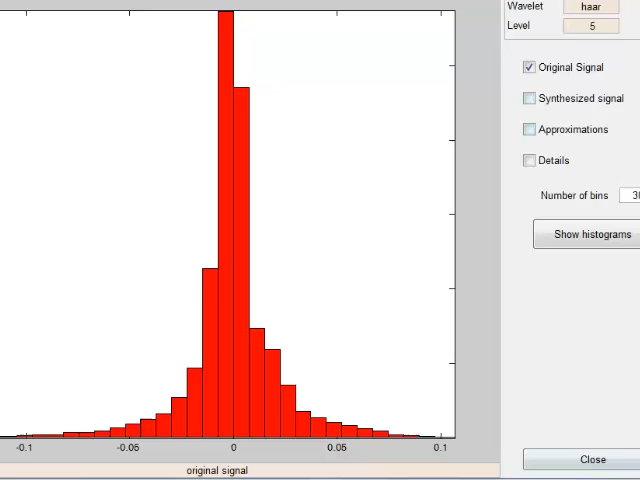 Wavelet haar
Level 5
Original Signal
Synthesized signal
Approximations
Details
Number of bins
Show histograms
-0.1 -0.05 0 0.05 0.1
original signal
Close